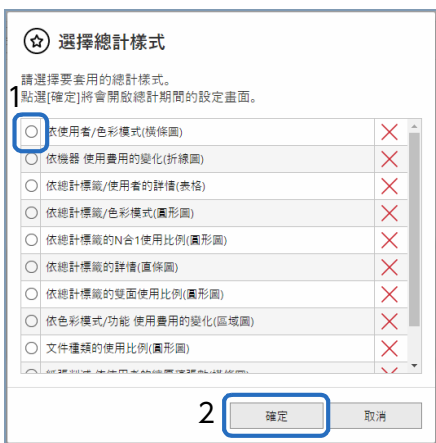 選擇總計樣式
請選擇要套用的總計樣式。
點選[確定]將會開啟總計期間的設定畫面。
1
依使用者/色彩模式(橫條圖)
依機器 使用費用的變化(折線圖)
依總計標籤/使用者的詳情(表格)
依總計標籤/色彩模式(圓形圖)
依總計標籤的N合1使用比例(圓形圖)
依總計標籤的詳情(直條圖)
依總計標籤的雙面使用比例(圓形圖)
依色彩模式/功能 使用費用的變化(區域圖)
文件種類的使用比例(圓形圖)
2
確定
取消